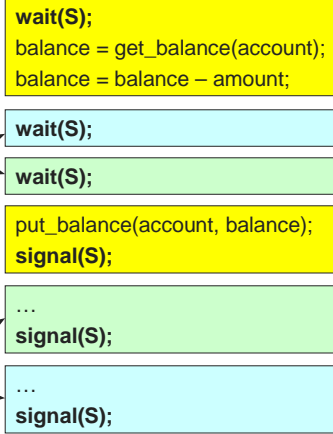 wait(S);
balance = get_balance(account);
balance = balance – amount;
wait(S);
wait(S);
put_balance(account, balance);
signal(S);
…
signal(S);
…
signal(S);